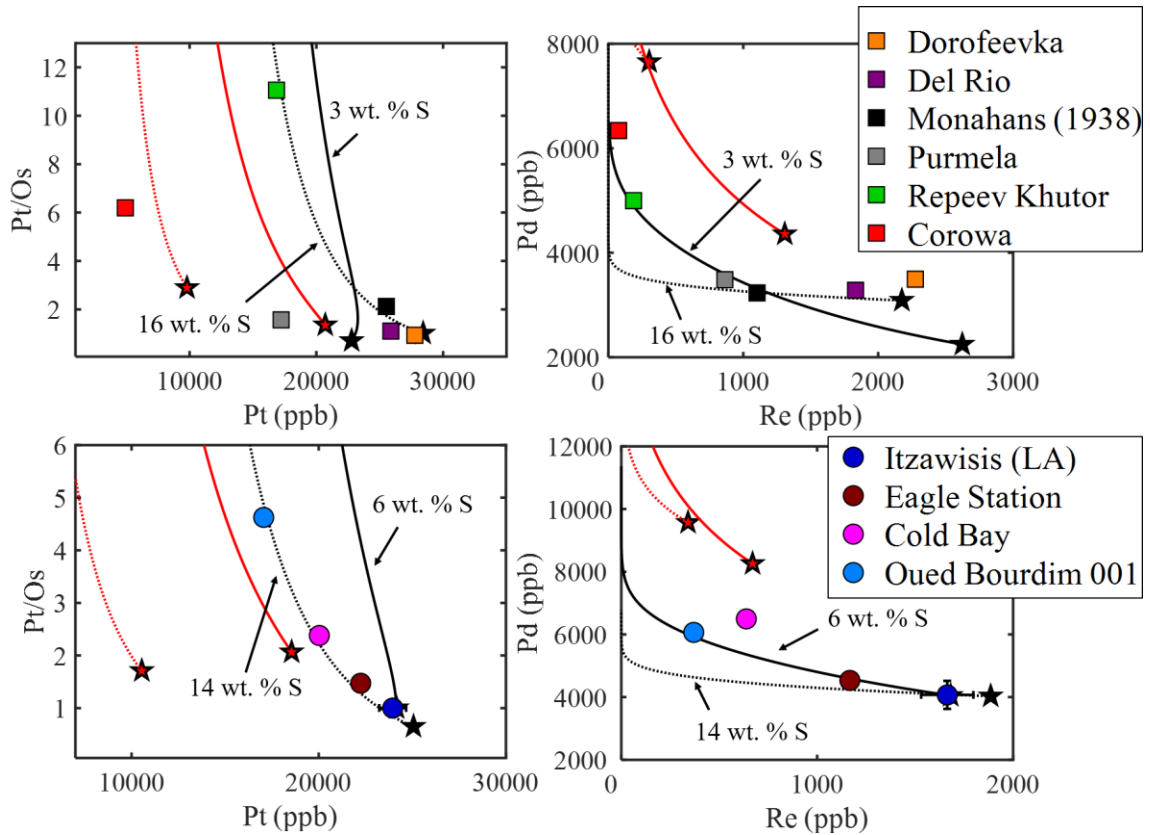 12
10
8
6
4
2
Pt/Os
3 wt. % S
16 wt. % S
10000
20000
30000
Pt (ppb)
8000
6000
4000
2000
Pd (ppb)
3 wt. % S
16 wt. % S
0
1000
2000
3000
Re (ppb)
Dorofeevka
Del Rio
Monahans (1938)
Purmela
Repeev Khutor
Corowa
6
5
4
3
2
1
Pt/Os
6 wt. % S
14 wt. % S
10000
20000
30000
Pt (ppb)
12000
10000
8000
6000
4000
2000
Pd (ppb)
6 wt. % S
14 wt. % S
0
1000
2000
Re (ppb)
Itzawisis (LA)
Eagle Station
Cold Bay
Oued Bourdim 001